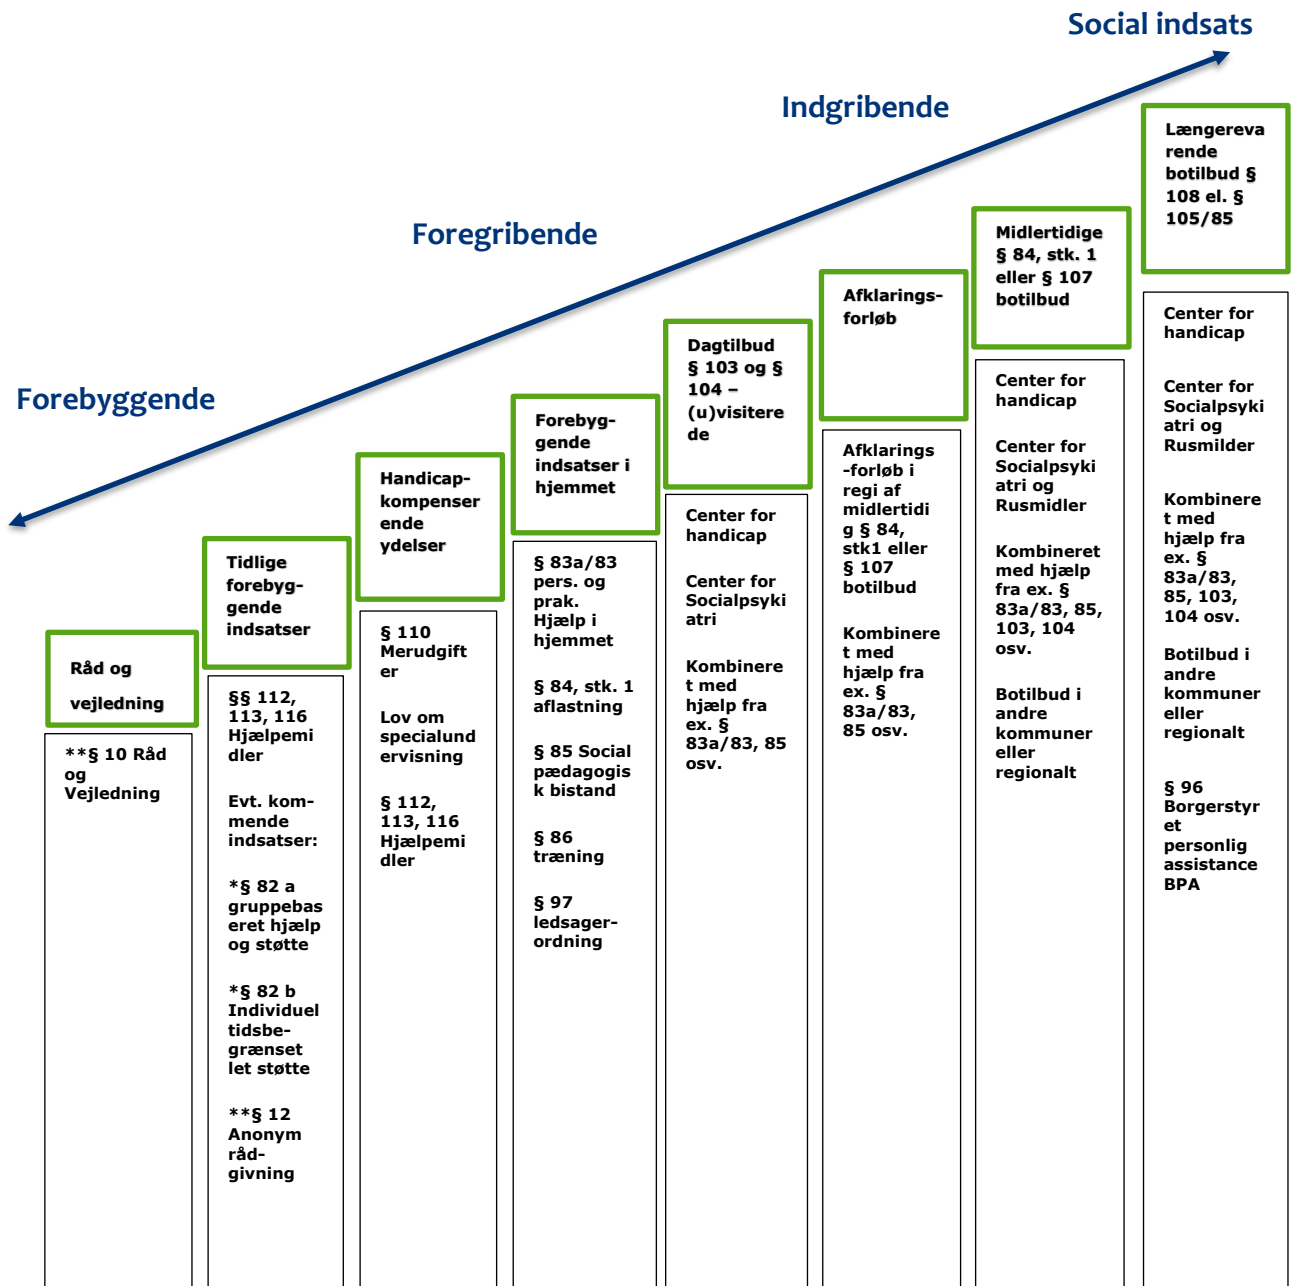 Social indsats
Indgribende
Foregribende
Forebyggende
Råd og
vejledning
**§ 10 Råd
og
Vejledning
Tidlige
forebyg-
gende
indsatser
§§ 112,
113, 116
Hjælpemi
dler
Evt. kom-
mende
indsatser:
*§ 82 a
gruppebas
eret hjælp
og støtte
*§ 82 b
Individuel
tidsbe-
grænset
let støtte
**§ 12
Anonym
råd-
givning
Handicap-
kompenser
ende
ydelser
§ 110
Merudgift
er
Lov om
specialund
ervisning
§ 112,
113, 116
Hjælpemi
dler
Forebyg-
gende
indsatser i
hjemmet
§ 83a/83
pers. og
prak.
Hjælp i
hjemmet
§ 84, stk. 1
aflastning
§ 85 Social
pædagogis
k bistand
§ 86
træning
§ 97
ledsager-
ordning
Dagtilbud
§ 103 og §
104 –
(u)visitere
de
Center for
handicap
Center for
Socialpsyki
atri
Kombinere
t med
hjælp fra
ex. §
83a/83, 85
osv.
Afklarings-
forløb
Afklarings
-forløb i
regi af
midlertidi
g § 84,
stk1 eller
§ 107
botilbud
Kombinere
t med
hjælp fra
ex. §
83a/83,
85 osv.
Midlertidige
§ 84, stk. 1
eller § 107
botilbud
Center for
handicap
Center for
Socialpsyki
atri og
Rusmidler
Kombineret
med hjælp
fra ex. §
83a/83, 85,
103, 104
osv.
Botilbud i
andre
kommuner
eller
regionalt
Længereva
rende
botilbud §
108 el. §
105/85
Center for
handicap
Center for
Socialpsyki
atri og
Rusmilder
Kombinere
t med
hjælp fra
ex. §
83a/83,
85, 103,
104 osv.
Botilbud i
andre
kommuner
eller
regionalt
§ 96
Borgerstyr
et
personlig
assistance
BPA